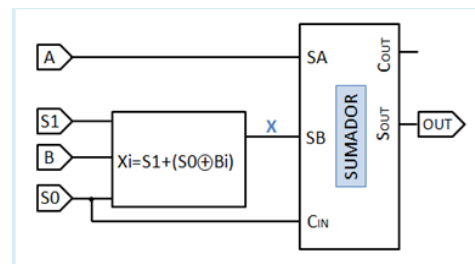 A
S1
B
S0
Xi=S1+(S0⊕Bi)
X
SA
SB
CIN
SUMADOR
COUT
SOUT
OUT